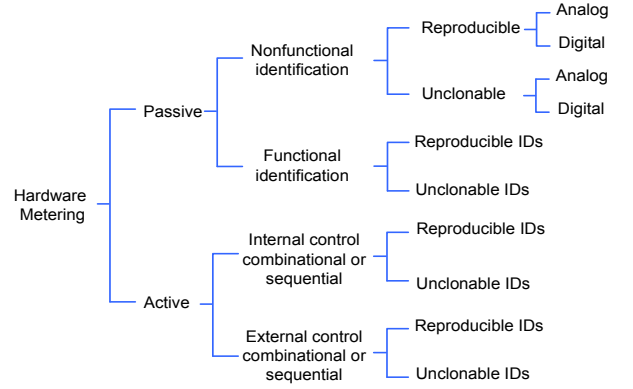 Hardware
Metering
Passive
Nonfunctional
identification
Reproducible
Analog
Digital
Unclonable
Analog
Digital
Functional
identification
Reproducible IDs
Unclonable IDs
Active
Internal control
combinational or
sequential
Reproducible IDs
Unclonable IDs
External control
combinational or
sequential
Reproducible IDs
Unclonable IDs